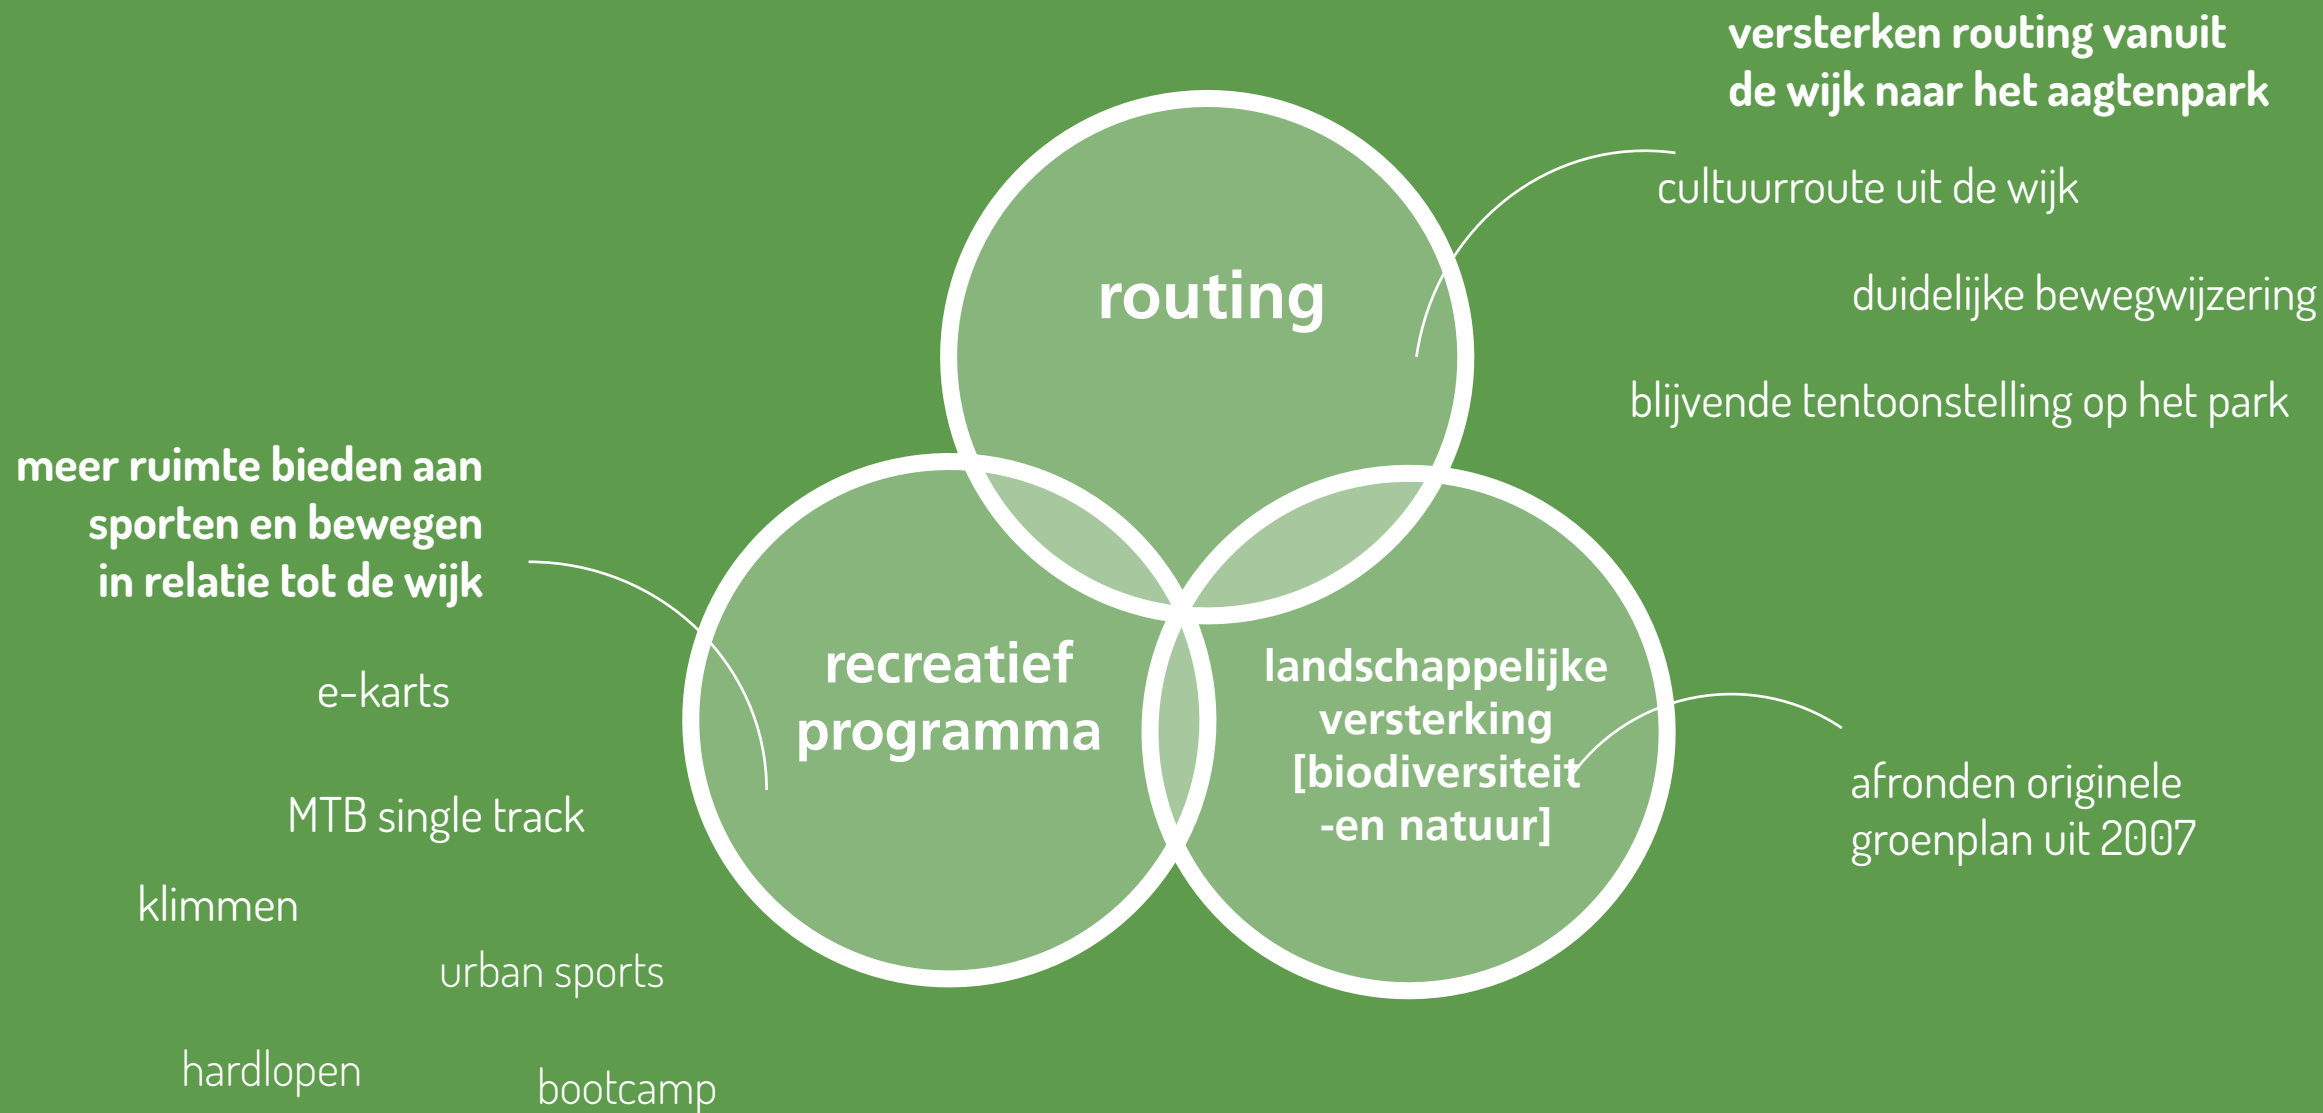 versterken routing vanuit
de wijk naar het aagtenpark
cultuurroute uit de wijk
duidelijke bewegwijzering
blijvende tentoonstelling op het park
routing
meer ruimte bieden aan
sporten en bewegen
in relatie tot de wijk
e-karts
MTB single track
klimmen
urban sports
hardlopen
bootcamp
recreatief
programma
landschappelijke
versterking
[biodiversiteit
-en natuur]
afronden originele
groenplan uit 2007